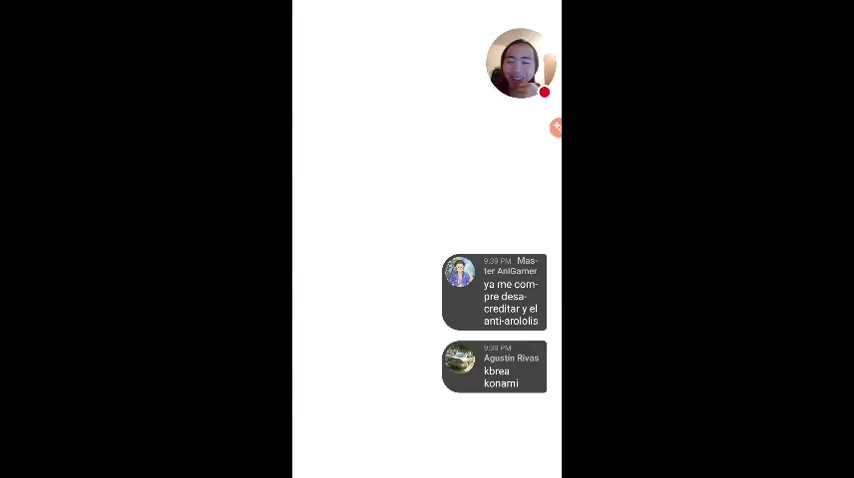 9:39 PM Mas-
ter AniGamer
ya me com-
pre desa-
creditar y el
anti-arololis
9:39 PM
Agustín Rivas
kbrea
konami